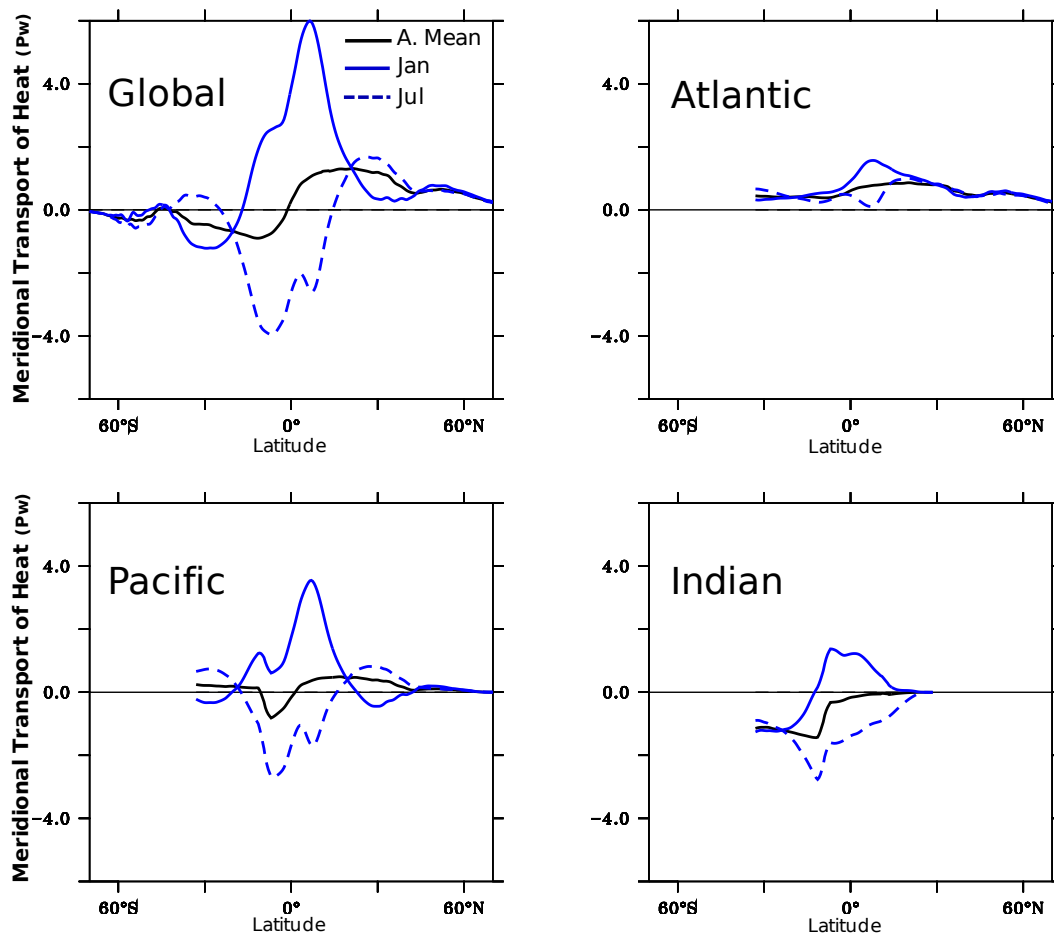 Meridional Transport of Heat (Pw)
4.0
0.0
−4.0
Global
A. Mean
Jan
Jul
60°S
0°
60°N
Latitude
4.0
0.0
−4.0
Atlantic
60°S
0°
60°N
Latitude
Meridional Transport of Heat (Pw)
4.0
0.0
−4.0
Pacific
60°S
0°
60°N
Latitude
4.0
0.0
−4.0
Indian
60°S
0°
60°N
Latitude